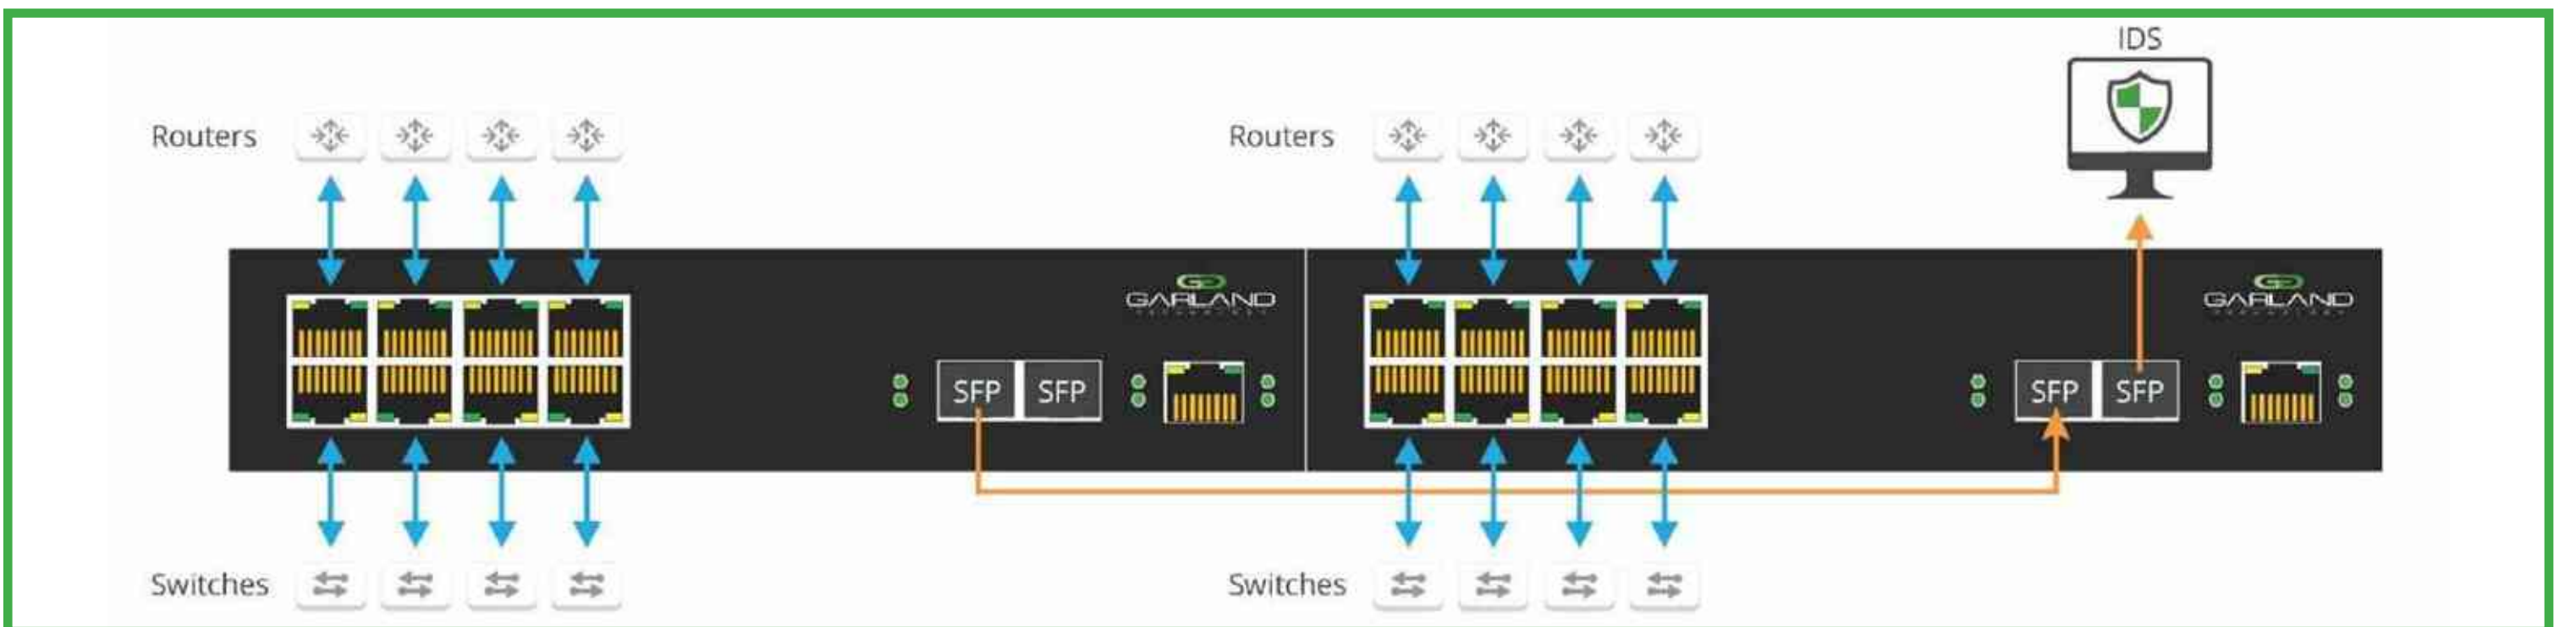 IDS
Routers
Routers
GARLAND
GARLAND
SFP SFP
SFP SFP
Switches
Switches